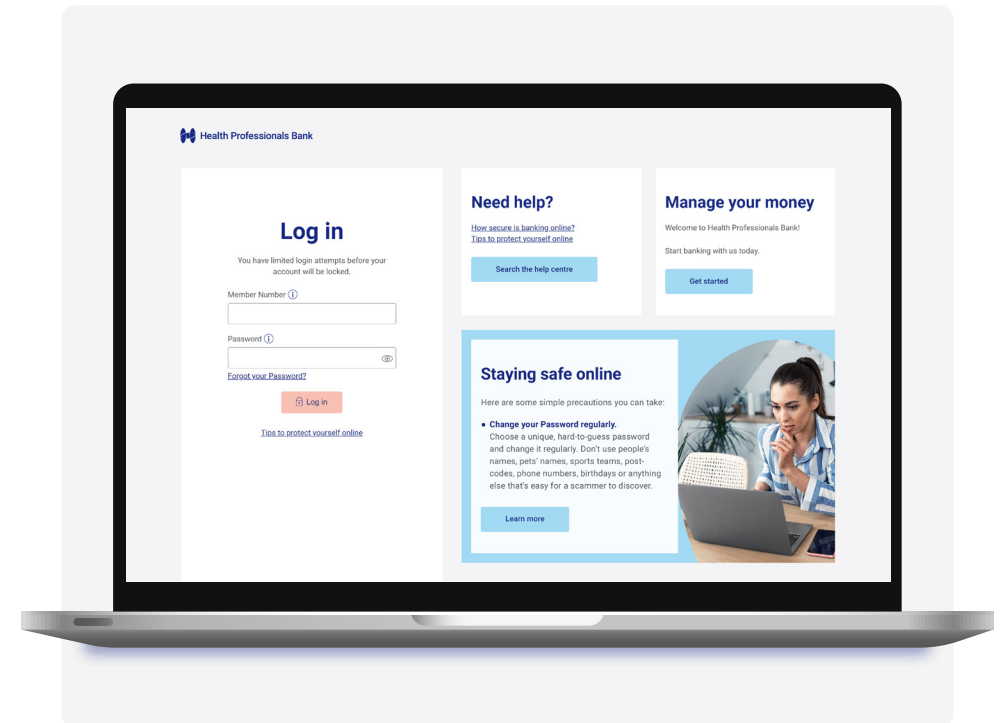 Health Professionals Bank
Log in
You have limited login attempts before your
account will be locked.
Member Number
Password
Forgot your Password?
Log in
Tips to protect yourself online
Need help?
How secure is banking online?
Tips to protect yourself online
Search the help centre
Manage your money
Welcome to Health Professionals Bank!
Start banking with us today.
Get started
Staying safe online
Here are some simple precautions you can take:
• Change your Password regularly.
Choose a unique, hard-to-guess password
and change it regularly. Don't use people's
names, pets' names, sports teams, post-
codes, phone numbers, birthdays or anything
else that's easy for a scammer to discover.
Learn more